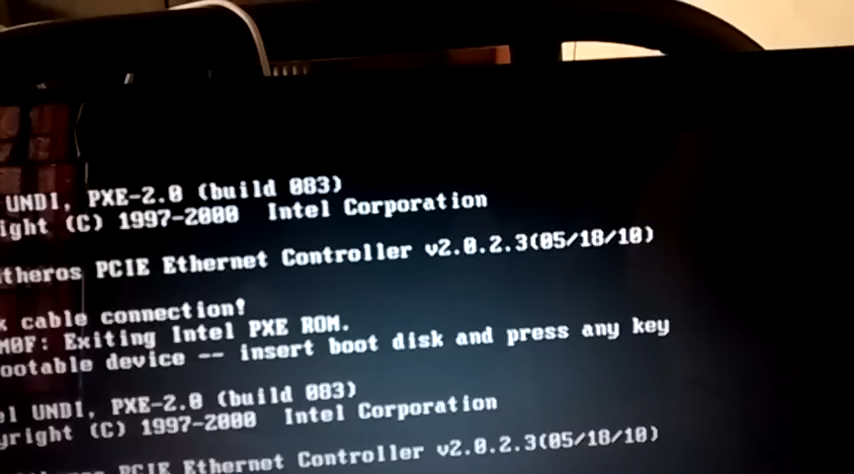 UNDI, PXE-2.0 (build 083)
ight (C) 1997-2000 Intel Corporation
theros PCIE Ethernet Controller v2.0.2.3(05/18/10)
k cable connection!
M0F: Exiting Intel PXE ROM.
ootable device -- insert boot disk and press any key
el UNDI, PXE-2.0 (build 083)
yright (C) 1997-2000 Intel Corporation
PCIE Ethernet Controller v2.0.2.3(05/18/10)